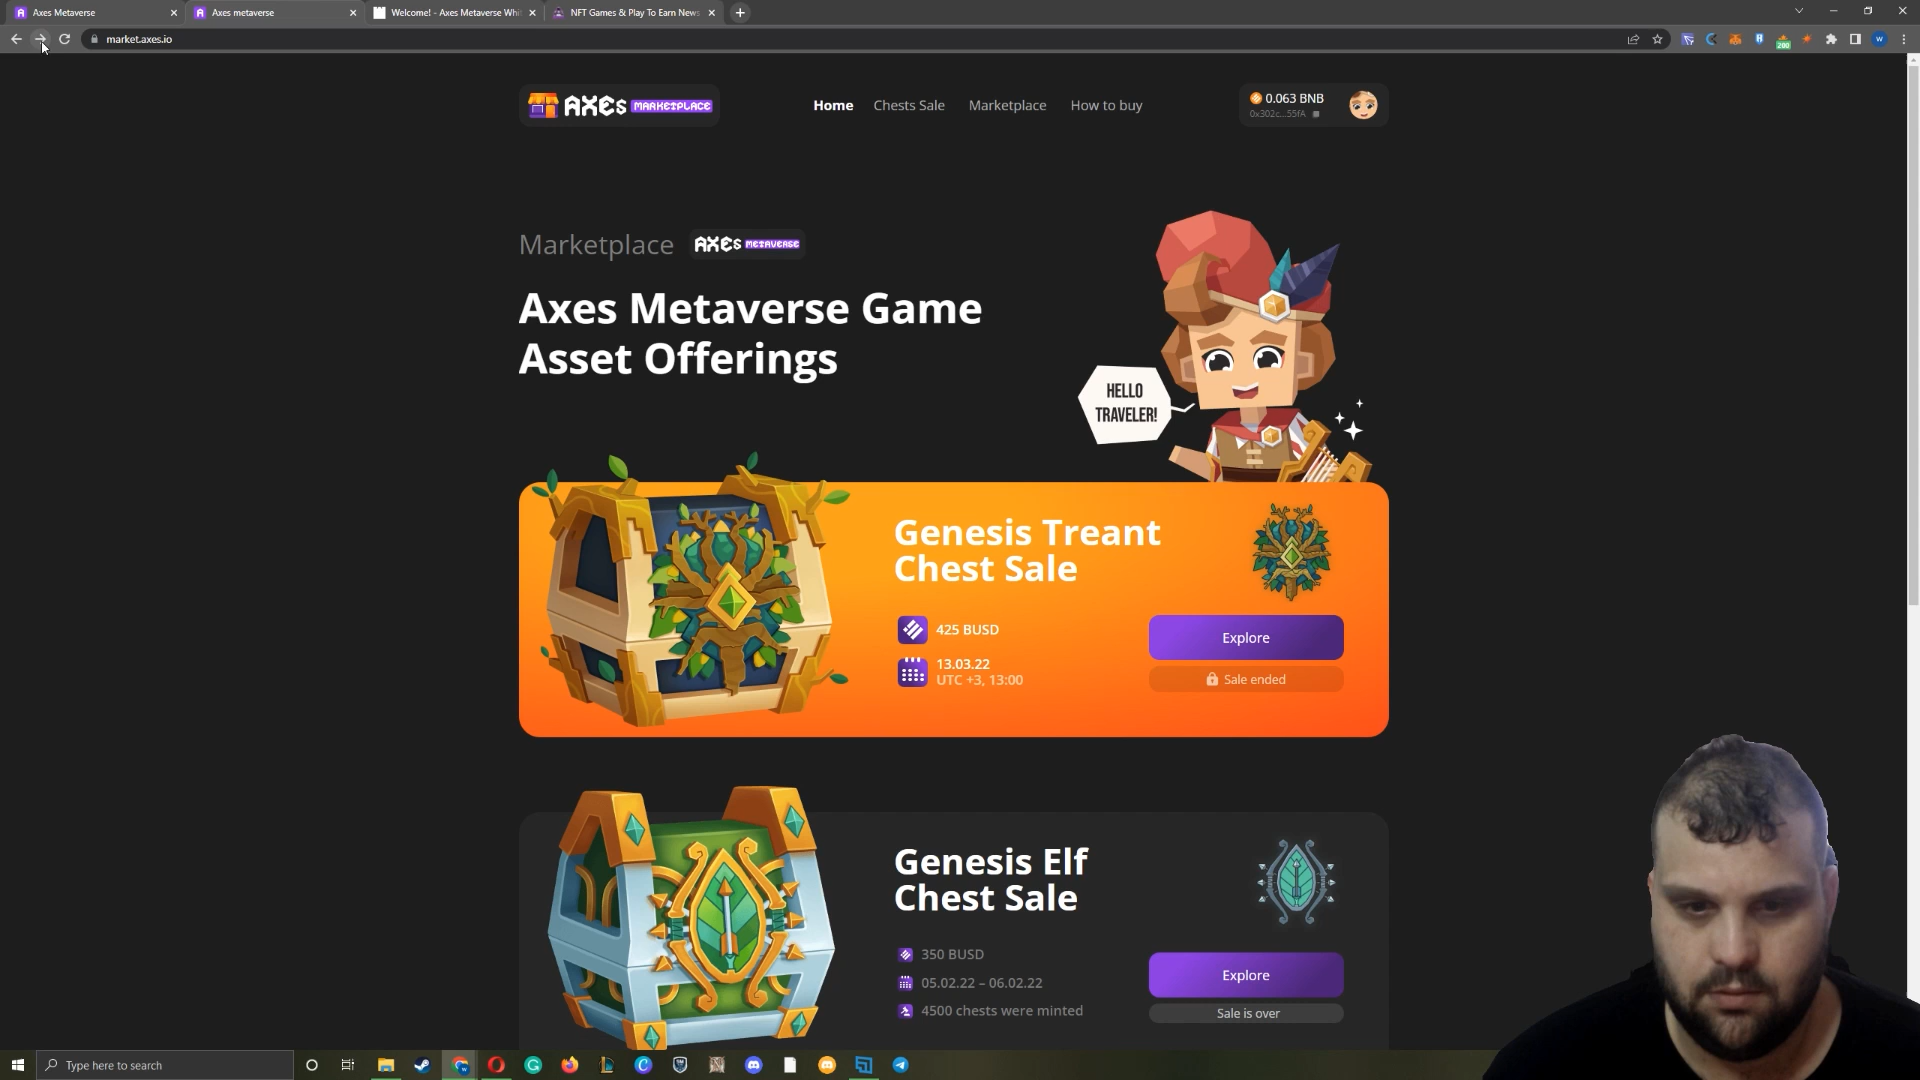 Axes Metaverse
Axes metaverse
Welcome! - Axes Metaverse Whi
NFT Games & Play To Earn News
market.axes.io
200
W
AXEs MARKETPLACE
Home
Chests Sale
Marketplace
How to buy
0.063 BNB
0x302c...55fA
Marketplace
AXEs METAVERSE
Axes Metaverse Game
Asset Offerings
HELLO
TRAVELER!
Genesis Treant
Chest Sale
425 BUSD
13.03.22
UTC +3, 13:00
Explore
Sale ended
Genesis Elf
Chest Sale
350 BUSD
05.02.22 – 06.02.22
4500 chests were minted
Explore
Sale is over
Type here to search